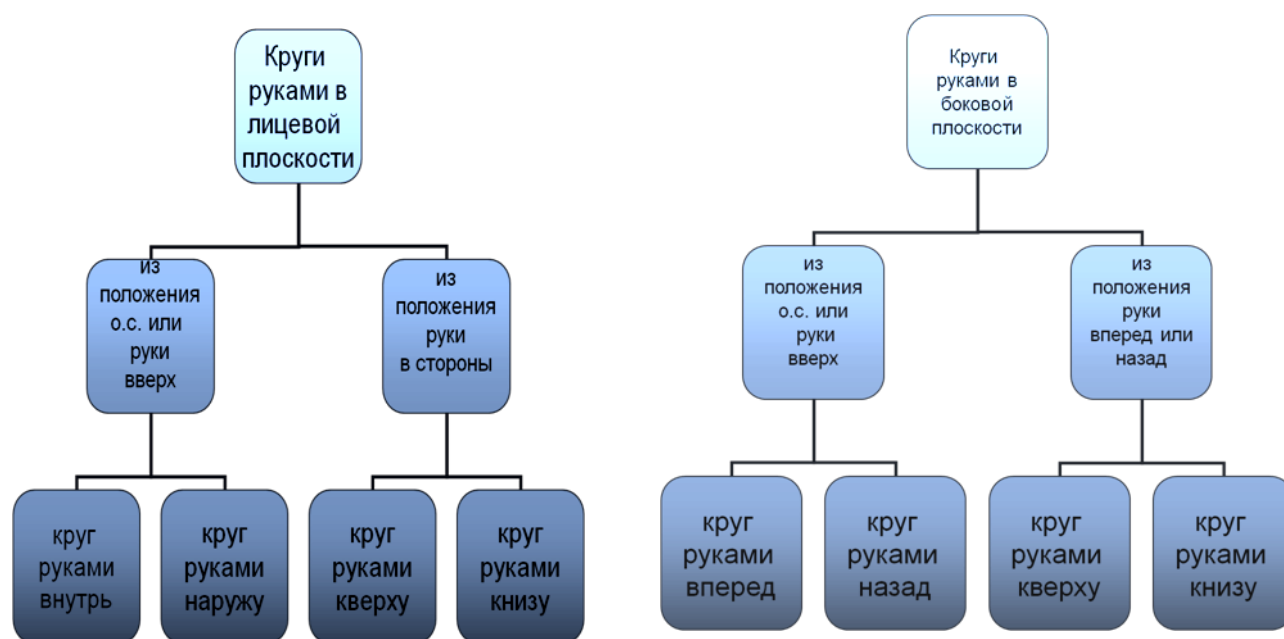 Круги
руками в
лицевой
плоскости
из
положения
о.с. или
руки
вверх
из
положения
руки
в стороны
круг
руками
внутрь
круг
руками
наружу
круг
руками
кверху
круг
руками
книзу
Круги
руками в
боковой
плоскости
из
положения
о.с. или
руки
вверх
из
положения
руки
вперед или
назад
круг
руками
вперед
круг
руками
назад
круг
руками
кверху
круг
руками
книзу